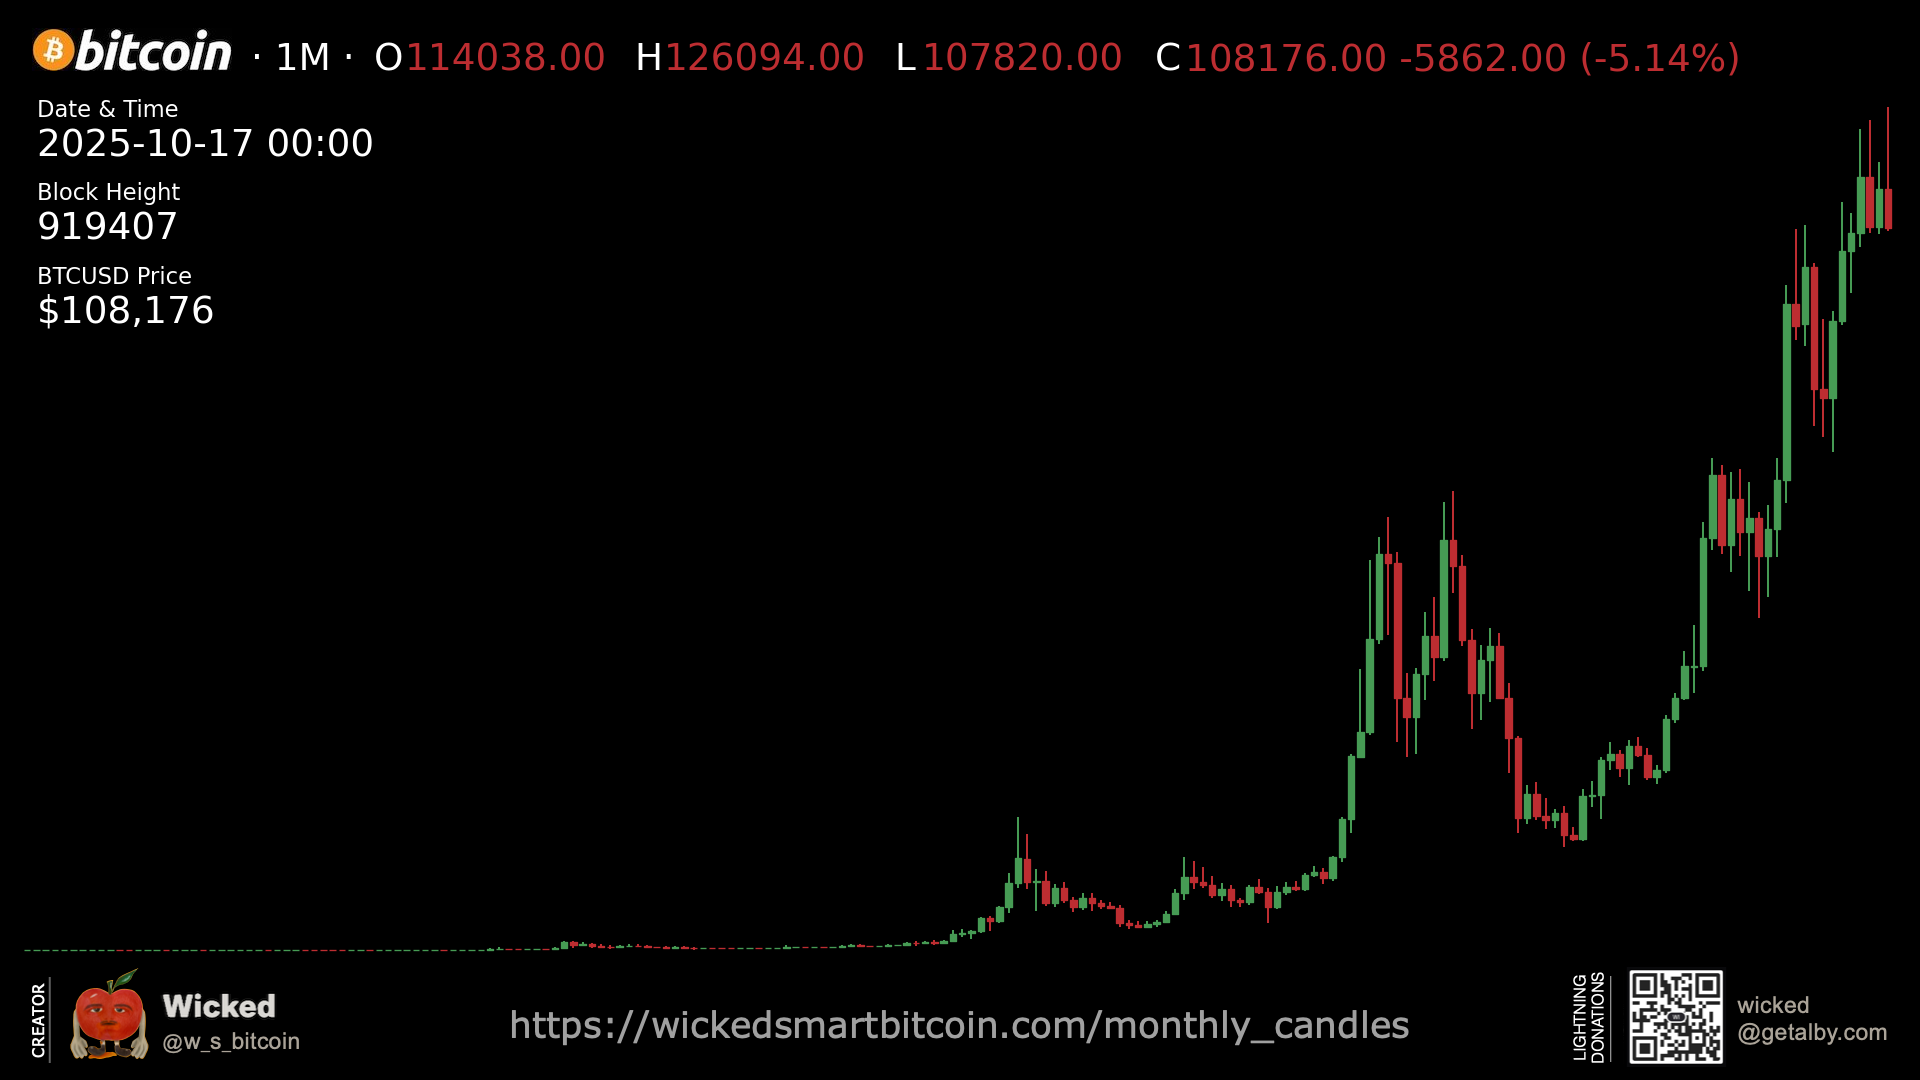 bitcoin · 1M · O114038.00 H126094.00 L107820.00 C108176.00 -5862.00 (-5.14%)
Date & Time
2025-10-17 00:00
Block Height
919407
BTCUSD Price
$108,176
CREATOR
Wicked
@w_s_bitcoin
https://wickedsmartbitcoin.com/monthly_candles
LIGHTNING
DONATIONS
wicked
@getalby.com